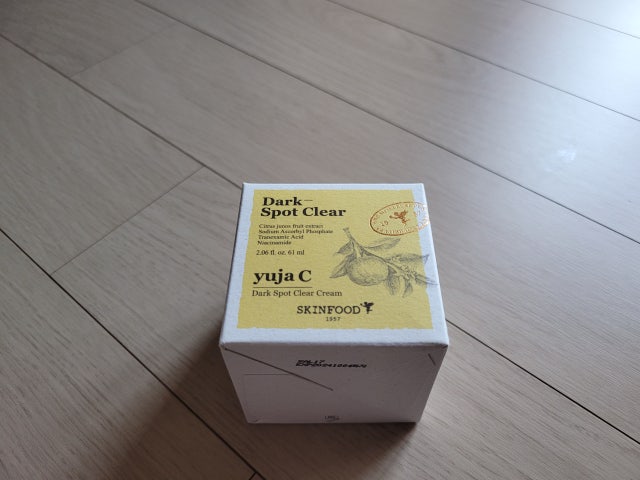 Dark
Spot Clear
Citrus junos fruit extract
Sodium Ascorbyl Phosphate
Tranexamic Acid
Niacinamide
2.06 fl. oz. 61 ml
yuja C
Dark Spot Clear Cream
SKINFOOD
1957